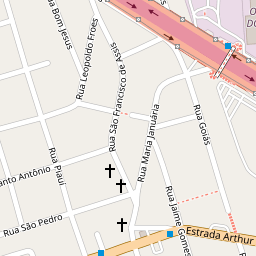 Rua Bom Jesus
Rua Leopoldo Froes
Rua São Francisco de Assis
Rua Maria Januária
Rua Goiás
Rua Piauí
anto Antônio
Rua São Pedro
Rua Jaime Gomes
Estrada Arthur
O
d